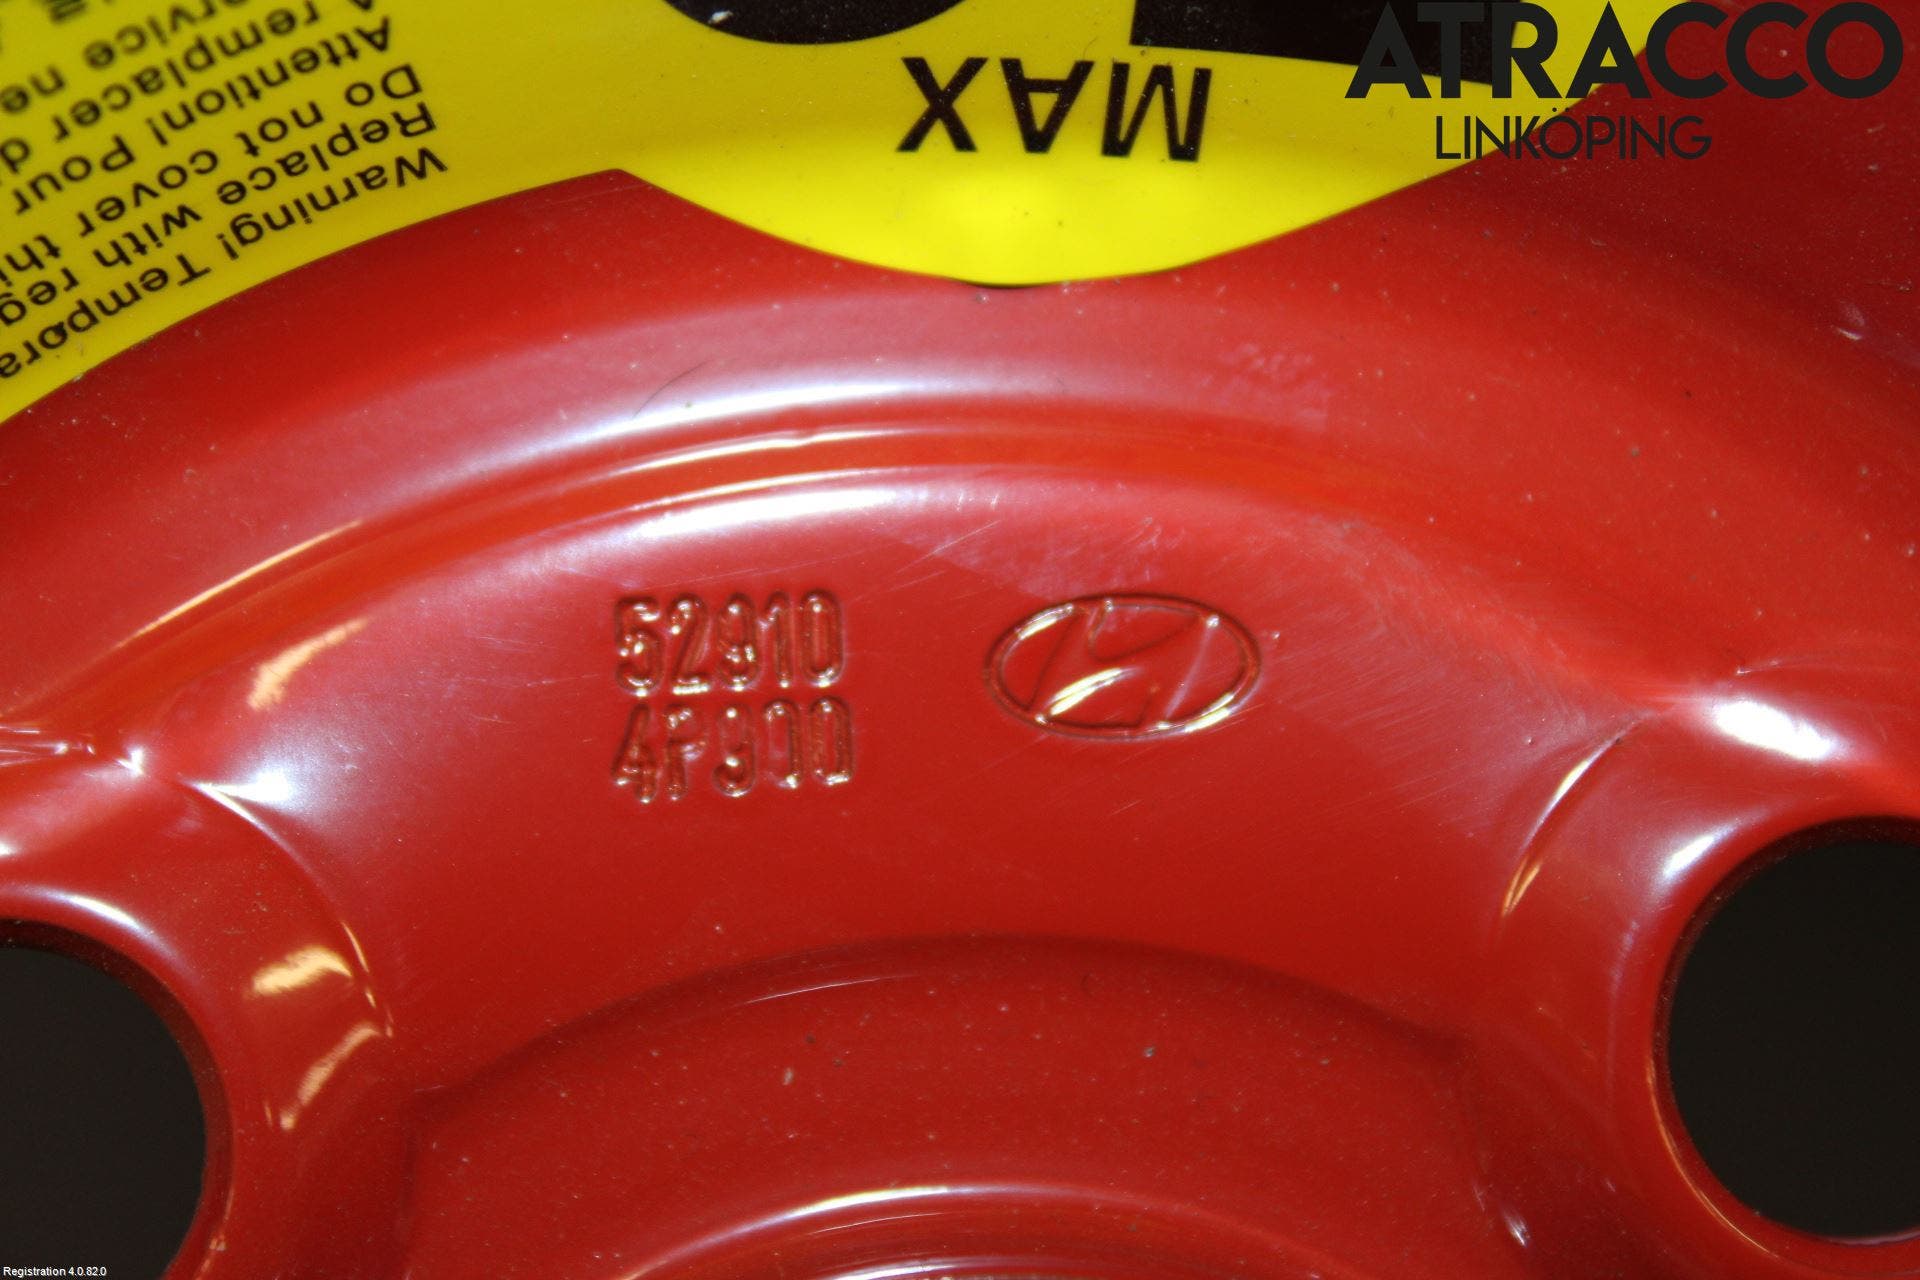 ATRACCO
LINKÖPING
MAX
Warning! Tempora
Replace with reg
Do not cover thi
Attention! Pour
A remplacer d
52910
4P900
Registration 4.0.82.0